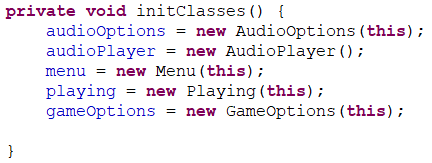 private void initClasses() {
    audioOptions = new AudioOptions(this);
    audioPlayer = new AudioPlayer();
    menu = new Menu(this);
    playing = new Playing(this);
    gameOptions = new GameOptions(this);

}